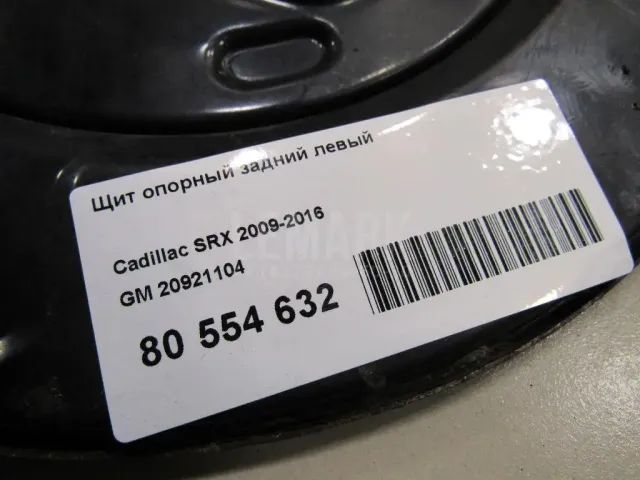 Щит опорный задний левый
Cadillac SRX 2009-2016
GM 20921104
80 554 632